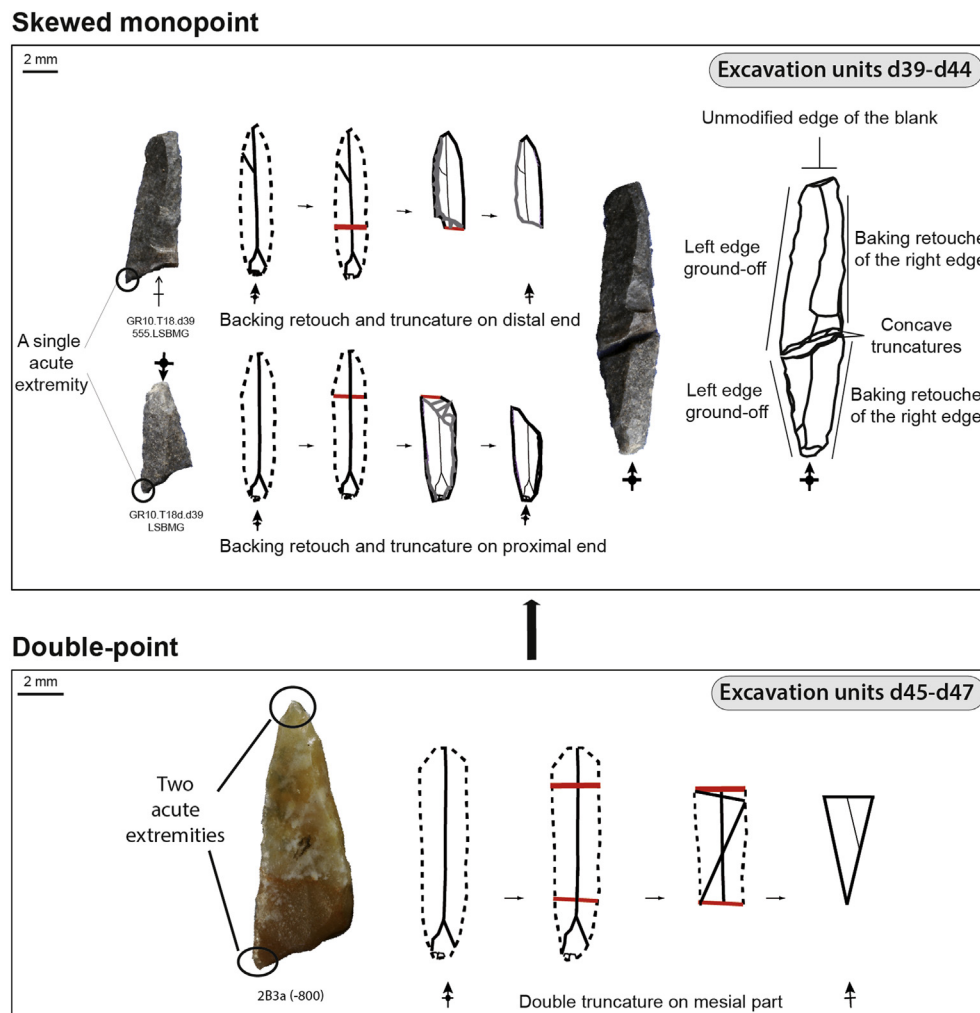 Skewed monopoint
2 mm
Excavation units d39-d44
Unmodified edge of the blank
Left edge
ground-off
Baking retouche
of the right edge
GR10.T18.d39
555.LSBMG
Backing retouch and truncature on distal end
A single
acute
extremity
Concave
truncatures
Left edge
ground-off
Baking retouche
of the right edge
GR10.T18d.d39
LSBMG
Backing retouch and truncature on proximal end
Double-point
2 mm
Excavation units d45-d47
Two
acute
extremities
2B3a (-800)
Double truncature on mesial part